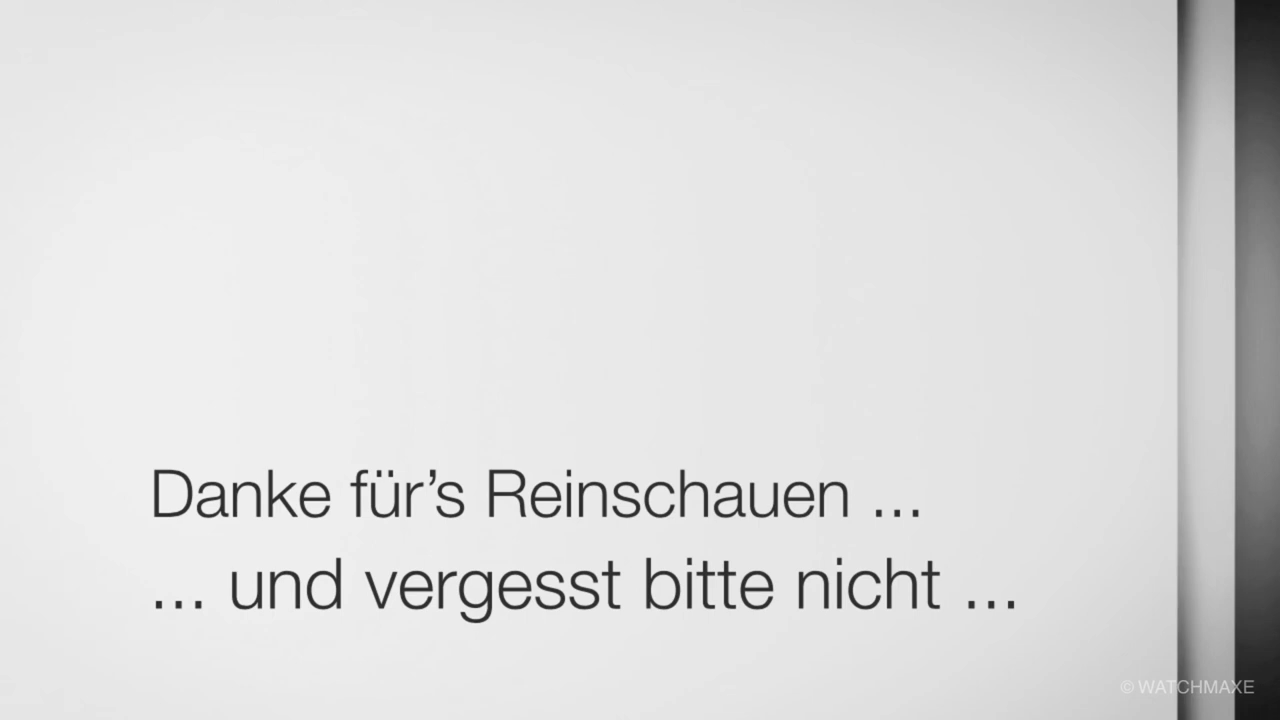 Danke für’s Reinschauen ...
... und vergesst bitte nicht ...
© WATCHMAXE